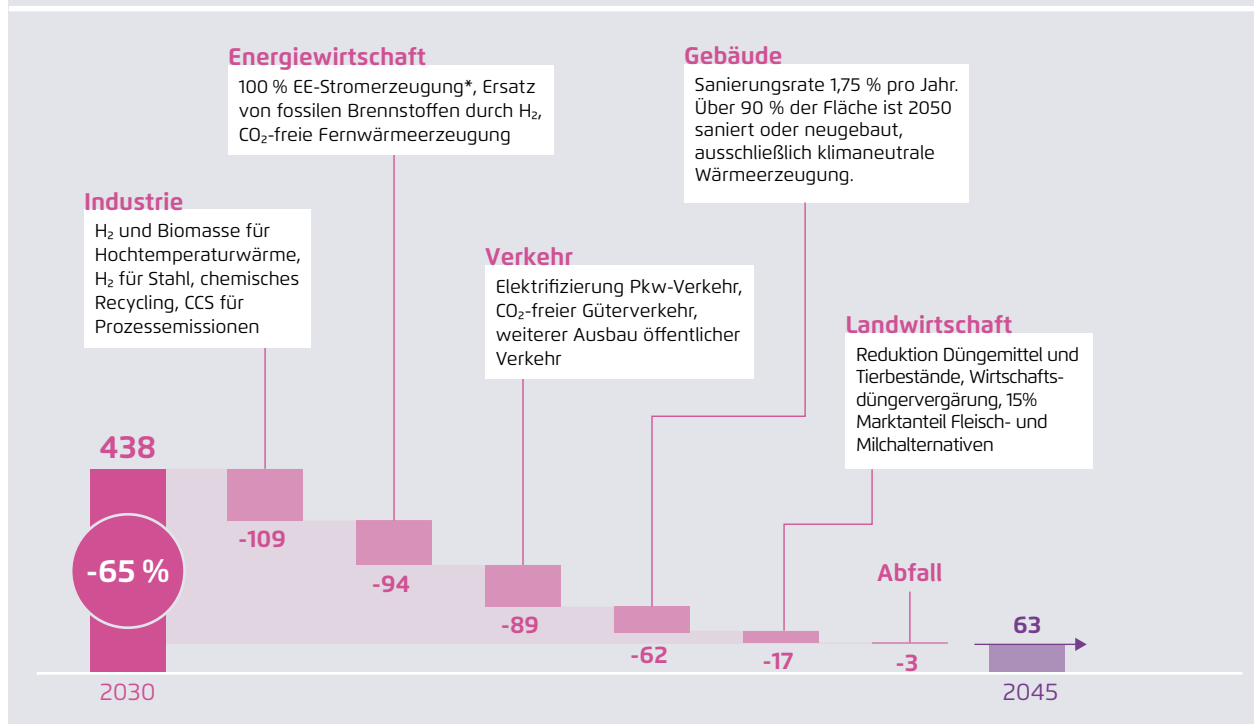 Energiewirtschaft
100 % EE-Stromerzeugung*, Ersatz
von fossilen Brennstoffen durch H₂,
CO₂-freie Fernwärmeerzeugung
Gebäude
Sanierungsrate 1,75 % pro Jahr.
Über 90 % der Fläche ist 2050
saniert oder neugebaut,
ausschließlich klimaneutrale
Wärmeerzeugung.
Industrie
H₂ und Biomasse für
Hochtemperaturwärme,
H₂ für Stahl, chemisches
Recycling, CCS für
Prozessemissionen
Verkehr
Elektrifizierung Pkw-Verkehr,
CO₂-freier Güterverkehr,
weiterer Ausbau öffentlicher
Verkehr
Landwirtschaft
Reduktion Düngemittel und
Tierbestände, Wirtschafts-
düngervergärung, 15%
Marktanteil Fleisch- und
Milchalternativen
438
-65 %
-109
-94
-89
-62
-17
Abfall
-3
63
2030
2045